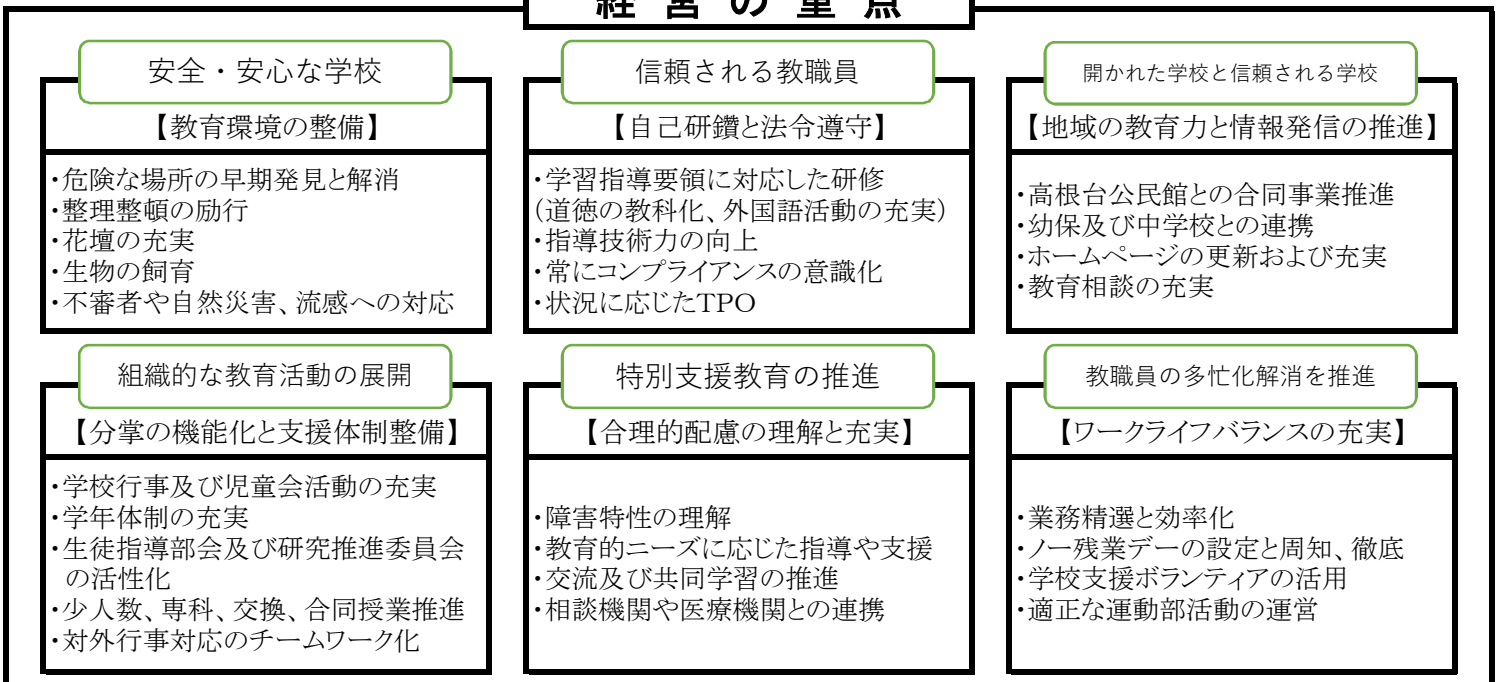 経営の重点
安全・安心な学校
【教育環境の整備】
・危険な場所の早期発見と解消
・整理整頓の励行
・花壇の充実
・生物の飼育
・不審者や自然災害、流感への対応
信頼される教職員
【自己研鑽と法令遵守】
・学習指導要領に対応した研修
(道徳の教科化、外国語活動の充実)
・指導技術力の向上
・常にコンプライアンスの意識化
・状況に応じたTPO
開かれた学校と信頼される学校
【地域の教育力と情報発信の推進】
・高根台公民館との合同事業推進
・幼保及び中学校との連携
・ホームページの更新および充実
・教育相談の充実
組織的な教育活動の展開
【分掌の機能化と支援体制整備】
・学校行事及び児童会活動の充実
・学年体制の充実
・生徒指導部会及び研究推進委員会
の活性化
・少人数、専科、交換、合同授業推進
・対外行事対応のチームワーク化
特別支援教育の推進
【合理的配慮の理解と充実】
・障害特性の理解
・教育的ニーズに応じた指導や支援
・交流及び共同学習の推進
・相談機関や医療機関との連携
教職員の多忙化解消を推進
【ワークライフバランスの充実】
・業務精選と効率化
・ノー残業デーの設定と周知、徹底
・学校支援ボランティアの活用
・適正な運動部活動の運営